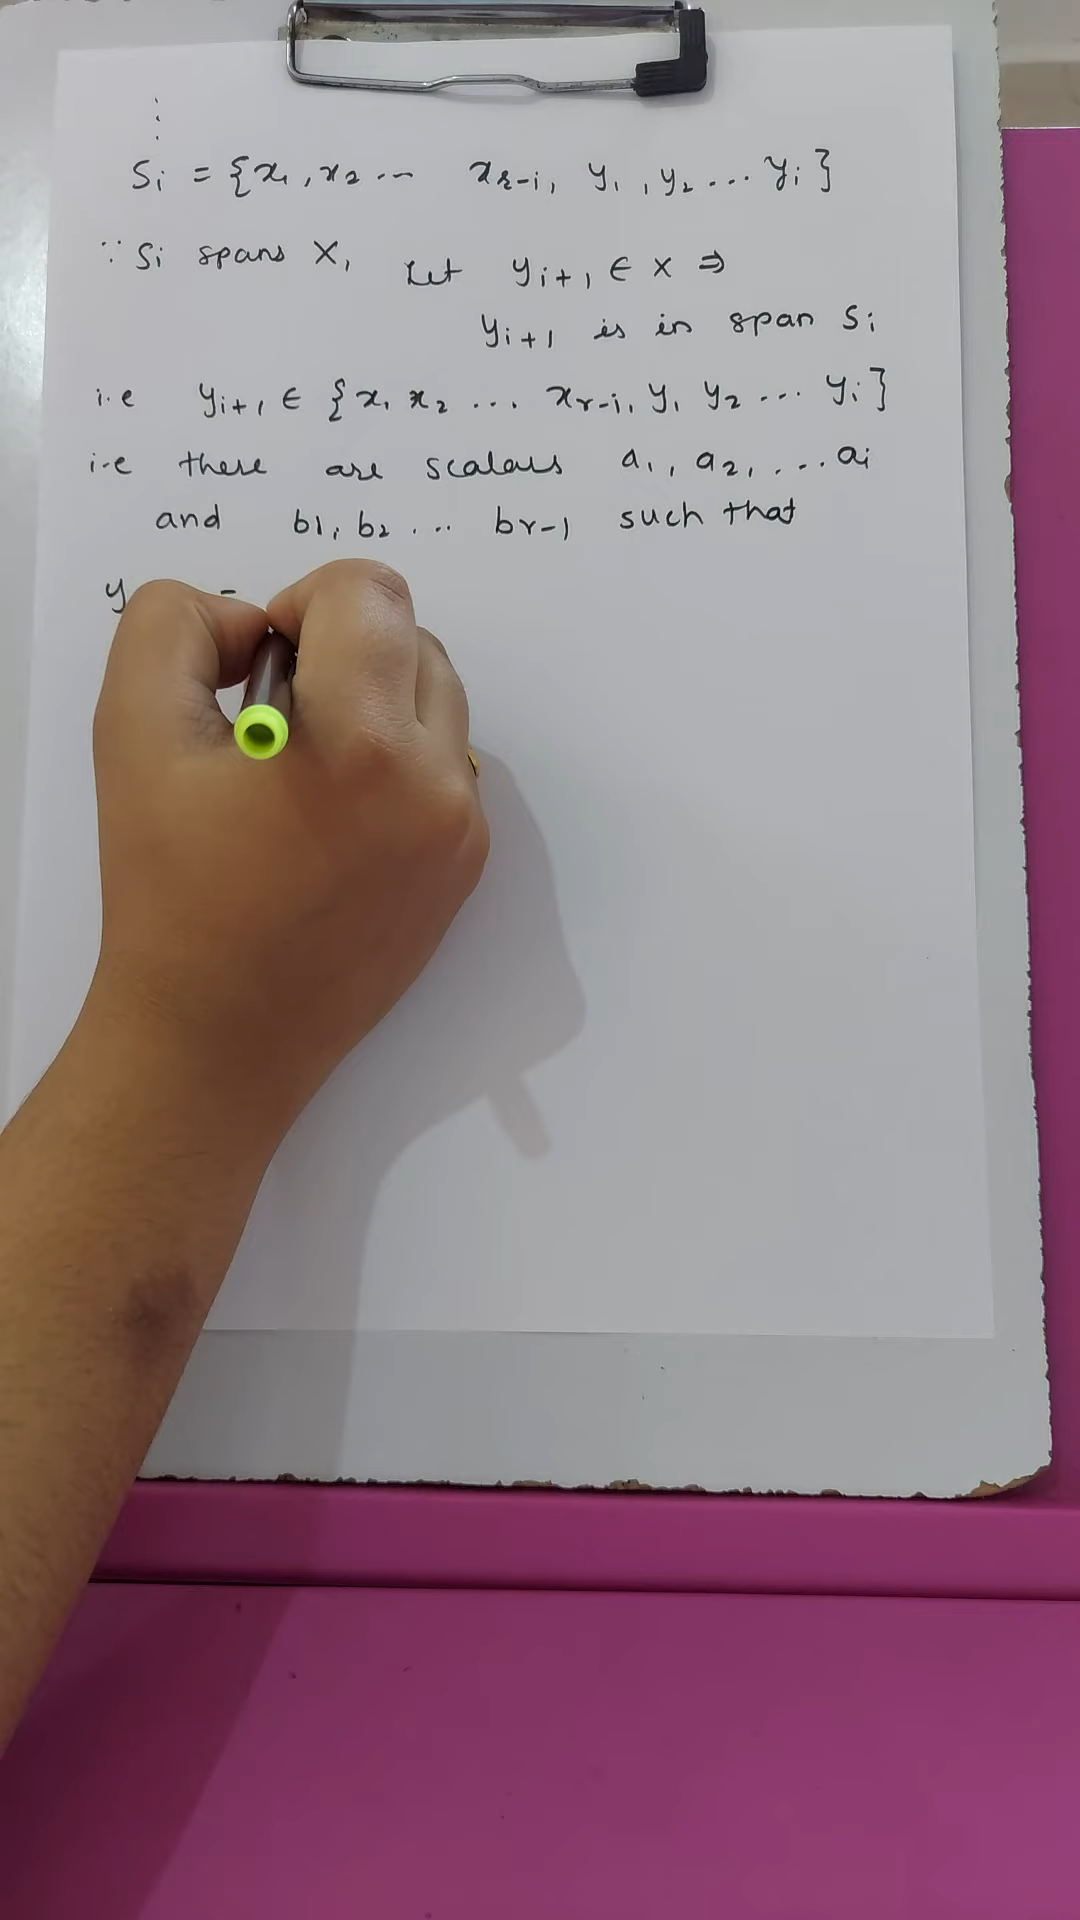 ⋮
Si = {x1, x2 ... xr-i, y1, y2 ... yi}
∵ Si spans X, Let yi+1 ∈ X ⇒
yi+1 is in span Si
i.e yi+1 ∈ {x1 x2 ... xr-i, y1 y2 ... yi}
i.e there are scalars a1, a2, ... ai
and b1, b2 ... br-1 such that
y =